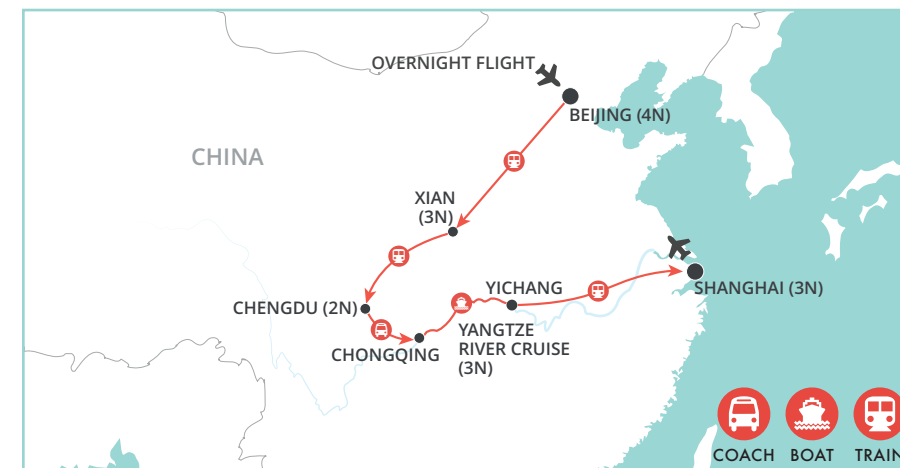 OVERNIGHT FLIGHT
BEIJING (4N)
CHINA
XIAN
(3N)
YICHANG
CHENGDU (2N)
SHANGHAI (3N)
CHONGQING
YANGTZE
RIVER CRUISE
(3N)
COACH BOAT TRAIN